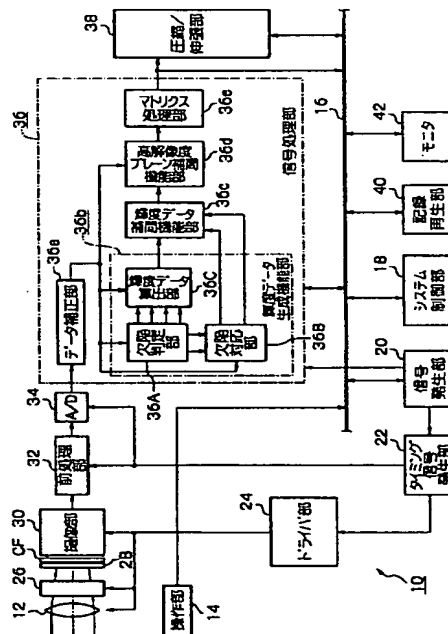 12
26
CF
28
30
撮像部
32
前処理部
34
A/D
36a
データ補正部
36
36b
36A
欠陥判定部
欠陥対応部
36B
輝度データ算出部
36C
輝度データ生成機能部
輝度データ補間機能部
36c
高解像度プレーン補間機能部
36d
マトリクス処理部
36e
信号処理部
38
圧縮/伸張部
16
14
操作部
24
ドライバ部
22
タイミング信号発生部
20
信号発生部
18
システム制御部
40
記録再生部
42
モニタ
10